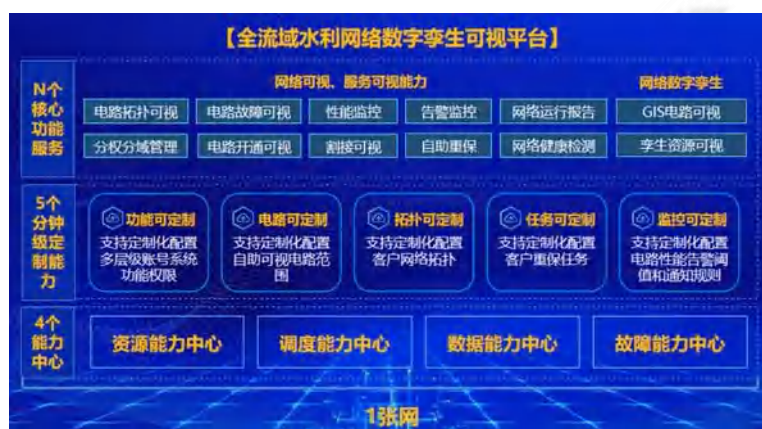 【全流域水利网络数字孪生可视平台】
N个
核心
功能
服务
网络可视、服务可视能力
网络数字孪生
电路拓扑可视 电路故障可视 性能监控 告警监控 网络运行报告 GIS电路可视
分权分域管理 电路开通可视 割接可视 自助重保 网络健康检测 孪生资源可视
5个
分钟
级定
制能
力
功能可定制
支持定制化配置
多层级账号系统
功能权限
电路可定制
支持定制化配置
自助可视电路范
围
拓扑可定制
支持定制化配置
客户网络拓扑
任务可定制
支持定制化配置
客户重保任务
监控可定制
支持定制化配置
电路性能告警阈
值和通知规则
4个
能力
中心
资源能力中心 调度能力中心 数据能力中心 故障能力中心
1张网